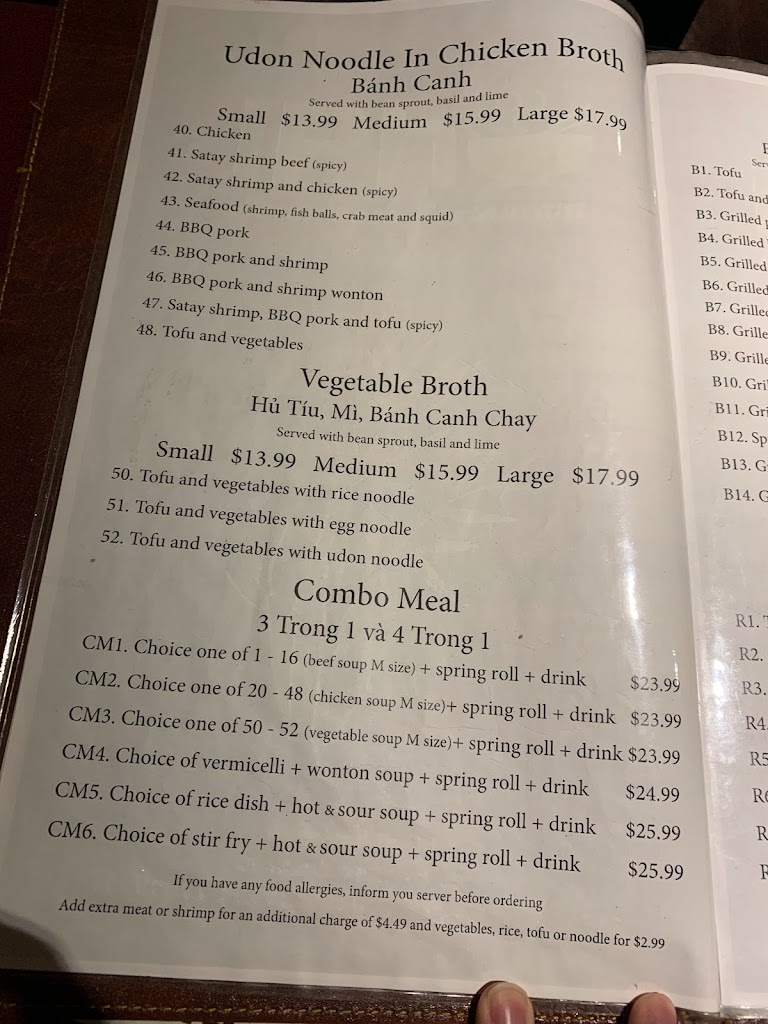 Udon Noodle In Chicken Broth
Bánh Canh
Served with bean sprout, basil and lime
Small $13.99 Medium $15.99 Large $17.99
40. Chicken
41. Satay shrimp beef (spicy)
42. Satay shrimp and chicken (spicy)
43. Seafood (shrimp, fish balls, crab meat and squid)
44. BBQ pork
45. BBQ pork and shrimp
46. BBQ pork and shrimp wonton
47. Satay shrimp, BBQ pork and tofu (spicy)
48. Tofu and vegetables
Vegetable Broth
Hủ Tíu, Mì, Bánh Canh Chay
Served with bean sprout, basil and lime
Small $13.99 Medium $15.99 Large $17.99
50. Tofu and vegetables with rice noodle
51. Tofu and vegetables with egg noodle
52. Tofu and vegetables with udon noodle
Combo Meal
3 Trong 1 và 4 Trong 1
CM1. Choice one of 1 - 16 (beef soup M size) + spring roll + drink $23.99
CM2. Choice one of 20 - 48 (chicken soup M size)+ spring roll + drink $23.99
CM3. Choice one of 50 - 52 (vegetable soup M size)+ spring roll + drink $23.99
CM4. Choice of vermicelli + wonton soup + spring roll + drink $24.99
CM5. Choice of rice dish + hot & sour soup + spring roll + drink $25.99
CM6. Choice of stir fry + hot & sour soup + spring roll + drink $25.99
If you have any food allergies, inform you server before ordering
Add extra meat or shrimp for an additional charge of $4.49 and vegetables, rice, tofu or noodle for $2.99
B1. Tofu
B2. Tofu and
B3. Grilled
B4. Grilled
B5. Grilled
B6. Grilled
B7.
B8.
B9.
B10.
B11.
B12.
B13.
B14.
R1.
R2.
R3.
R4.